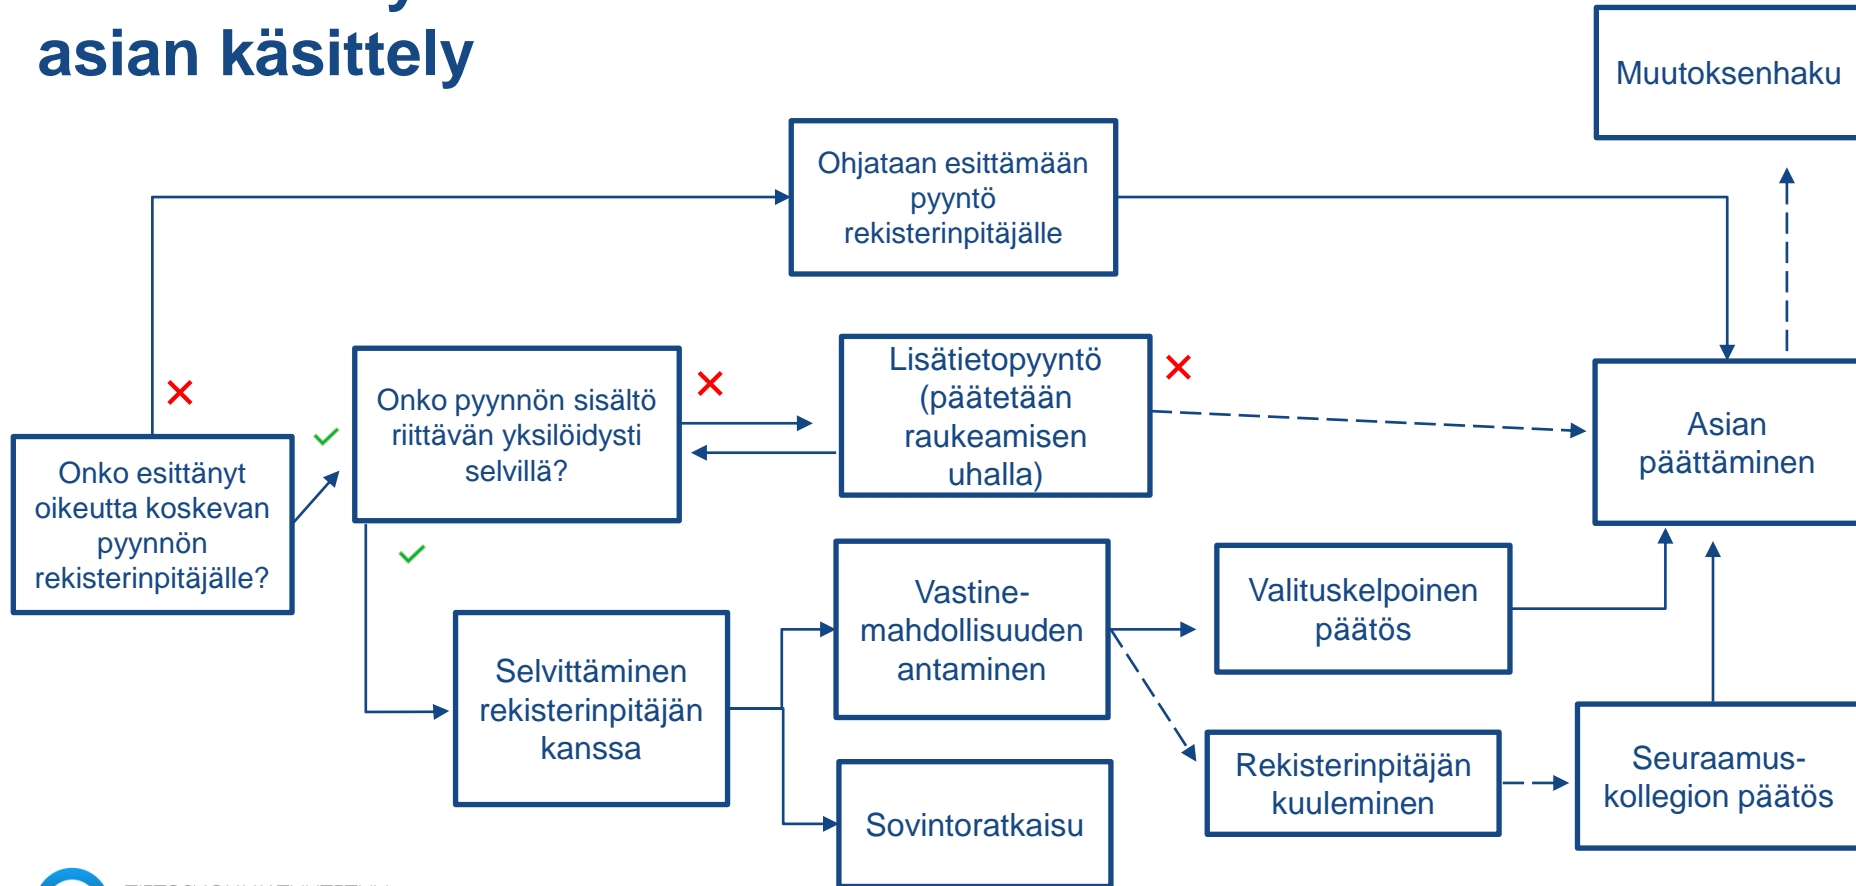 asian käsittely
Muutoksenhaku
Ohjataan esittämään
pyyntö
rekisterinpitäjälle
Onko esittänyt
oikeutta koskevan
pyynnön
rekisterinpitäjälle?
Onko pyynnön sisältö
riittävän yksilöidysti
selvillä?
Lisätietopyyntö
(päätetään
raukeamisen
uhalla)
Asian
päättäminen
Selvittäminen
rekisterinpitäjän
kanssa
Vastine-
mahdollisuuden
antaminen
Valituskelpoinen
päätös
Sovintoratkaisu
Rekisterinpitäjän
kuuleminen
Seuraamus-
kollegion päätös